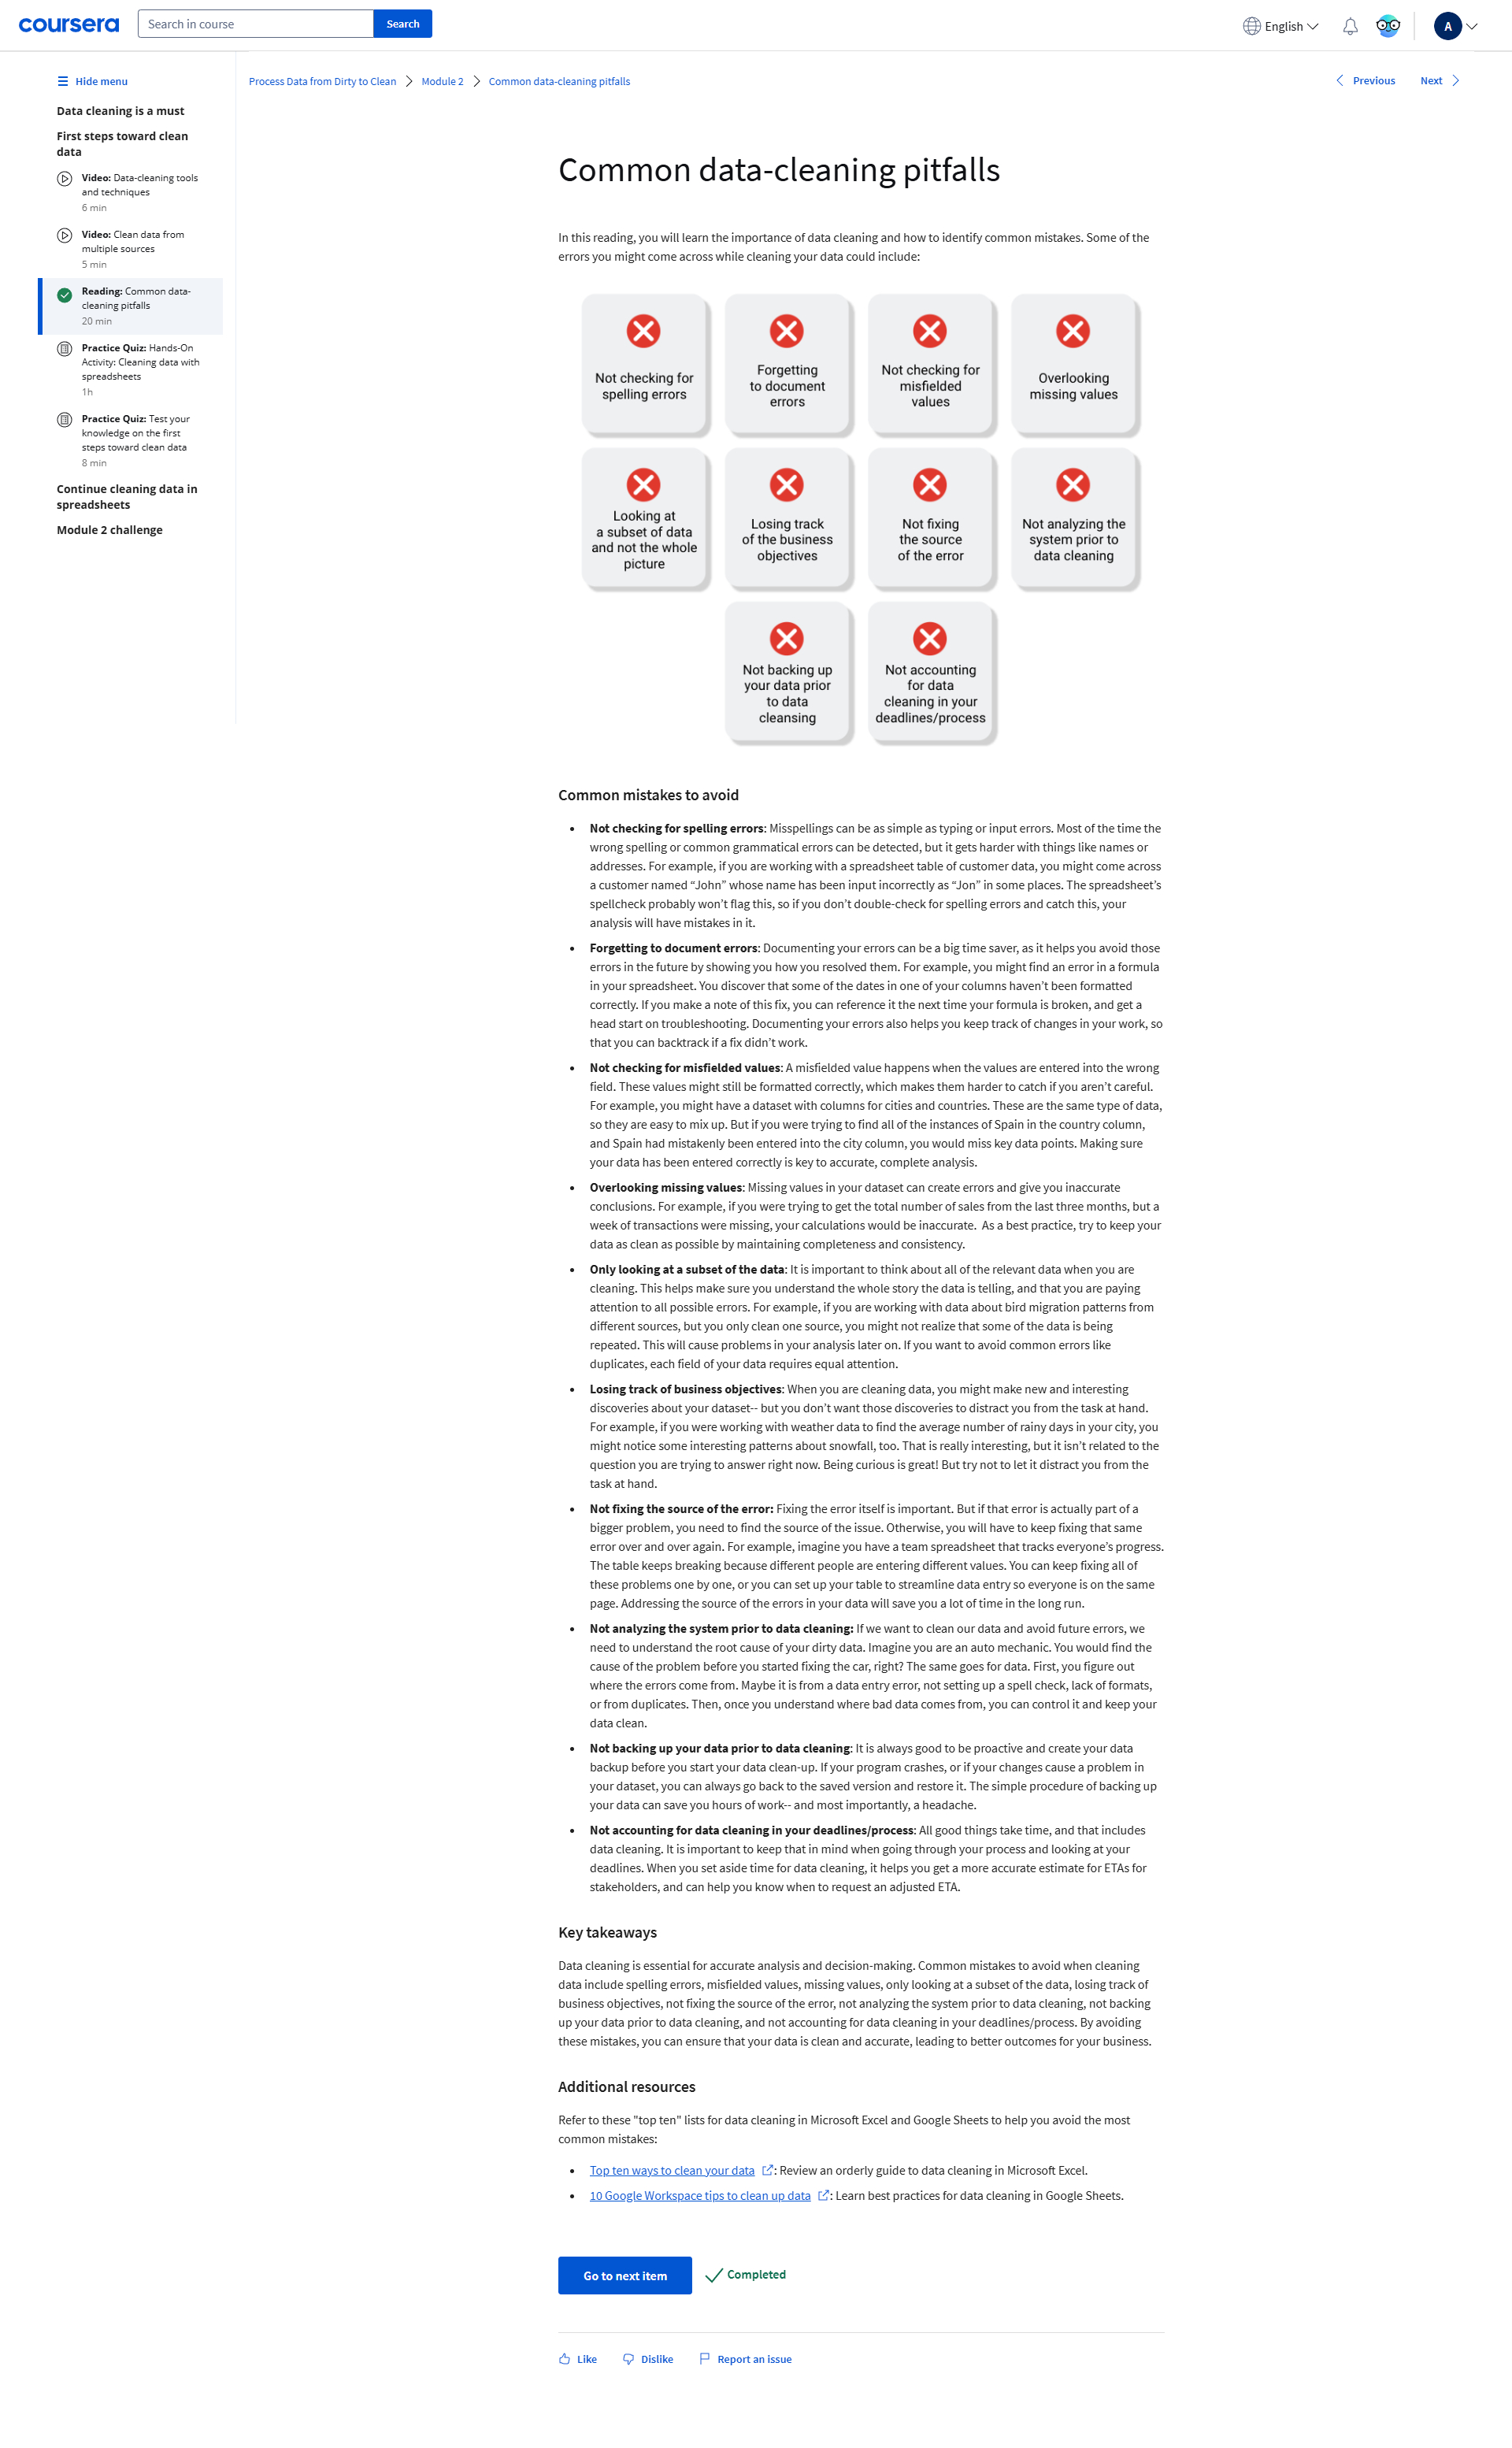 coursera
Search in course
Search
English
A
Hide menu
Process Data from Dirty to Clean
Module 2
Common data-cleaning pitfalls
Previous
Next
Data cleaning is a must
First steps toward clean
data
Video: Data-cleaning tools
and techniques
6 min
Video: Clean data from
multiple sources
5 min
Reading: Common data-
cleaning pitfalls
20 min
Practice Quiz: Hands-On
Activity: Cleaning data with
spreadsheets
1h
Practice Quiz: Test your
knowledge on the first
steps toward clean data
8 min
Continue cleaning data in
spreadsheets
Module 2 challenge
Common data-cleaning pitfalls
In this reading, you will learn the importance of data cleaning and how to identify common mistakes. Some of the
errors you might come across while cleaning your data could include:
Not checking for
spelling errors
Forgetting
to document
errors
Not checking for
misfielded
values
Overlooking
missing values
Looking at
a subset of data
and not the whole
picture
Losing track
of the business
objectives
Not fixing
the source
of the error
Not analyzing the
system prior to
data cleaning
Not backing up
your data prior
to data
cleansing
Not accounting
for data
cleaning in your
deadlines/process
Common mistakes to avoid
• Not checking for spelling errors: Misspellings can be as simple as typing or input errors. Most of the time the
wrong spelling or common grammatical errors can be detected, but it gets harder with things like names or
addresses. For example, if you are working with a spreadsheet table of customer data, you might come across
a customer named “John” whose name has been input incorrectly as “Jon” in some places. The spreadsheet’s
spellcheck probably won’t flag this, so if you don’t double-check for spelling errors and catch this, your
analysis will have mistakes in it.
• Forgetting to document errors: Documenting your errors can be a big time saver, as it helps you avoid those
errors in the future by showing you how you resolved them. For example, you might find an error in a formula
in your spreadsheet. You discover that some of the dates in one of your columns haven’t been formatted
correctly. If you make a note of this fix, you can reference it the next time your formula is broken, and get a
head start on troubleshooting. Documenting your errors also helps you keep track of changes in your work, so
that you can backtrack if a fix didn’t work.
• Not checking for misfielded values: A misfielded value happens when the values are entered into the wrong
field. These values might still be formatted correctly, which makes them harder to catch if you aren’t careful.
For example, you might have a dataset with columns for cities and countries. These are the same type of data,
so they are easy to mix up. But if you were trying to find all of the instances of Spain in the country column,
and Spain had mistakenly been entered into the city column, you would miss key data points. Making sure
your data has been entered correctly is key to accurate, complete analysis.
• Overlooking missing values: Missing values in your dataset can create errors and give you inaccurate
conclusions. For example, if you were trying to get the total number of sales from the last three months, but a
week of transactions were missing, your calculations would be inaccurate.  As a best practice, try to keep your
data as clean as possible by maintaining completeness and consistency.
• Only looking at a subset of the data: It is important to think about all of the relevant data when you are
cleaning. This helps make sure you understand the whole story the data is telling, and that you are paying
attention to all possible errors. For example, if you are working with data about bird migration patterns from
different sources, but you only clean one source, you might not realize that some of the data is being
repeated. This will cause problems in your analysis later on. If you want to avoid common errors like
duplicates, each field of your data requires equal attention.
• Losing track of business objectives: When you are cleaning data, you might make new and interesting
discoveries about your dataset-- but you don’t want those discoveries to distract you from the task at hand.
For example, if you were working with weather data to find the average number of rainy days in your city, you
might notice some interesting patterns about snowfall, too. That is really interesting, but it isn’t related to the
question you are trying to answer right now. Being curious is great! But try not to let it distract you from the
task at hand.
• Not fixing the source of the error: Fixing the error itself is important. But if that error is actually part of a
bigger problem, you need to find the source of the issue. Otherwise, you will have to keep fixing that same
error over and over again. For example, imagine you have a team spreadsheet that tracks everyone’s progress.
The table keeps breaking because different people are entering different values. You can keep fixing all of
these problems one by one, or you can set up your table to streamline data entry so everyone is on the same
page. Addressing the source of the errors in your data will save you a lot of time in the long run.
• Not analyzing the system prior to data cleaning: If we want to clean our data and avoid future errors, we
need to understand the root cause of your dirty data. Imagine you are an auto mechanic. You would find the
cause of the problem before you started fixing the car, right? The same goes for data. First, you figure out
where the errors come from. Maybe it is from a data entry error, not setting up a spell check, lack of formats,
or from duplicates. Then, once you understand where bad data comes from, you can control it and keep your
data clean.
• Not backing up your data prior to data cleaning: It is always good to be proactive and create your data
backup before you start your data clean-up. If your program crashes, or if your changes cause a problem in
your dataset, you can always go back to the saved version and restore it. The simple procedure of backing up
your data can save you hours of work-- and most importantly, a headache.
• Not accounting for data cleaning in your deadlines/process: All good things take time, and that includes
data cleaning. It is important to keep that in mind when going through your process and looking at your
deadlines. When you set aside time for data cleaning, it helps you get a more accurate estimate for ETAs for
stakeholders, and can help you know when to request an adjusted ETA.
Key takeaways
Data cleaning is essential for accurate analysis and decision-making. Common mistakes to avoid when cleaning
data include spelling errors, misfielded values, missing values, only looking at a subset of the data, losing track of
business objectives, not fixing the source of the error, not analyzing the system prior to data cleaning, not backing
up your data prior to data cleaning, and not accounting for data cleaning in your deadlines/process. By avoiding
these mistakes, you can ensure that your data is clean and accurate, leading to better outcomes for your business.
Additional resources
Refer to these "top ten" lists for data cleaning in Microsoft Excel and Google Sheets to help you avoid the most
common mistakes:
• Top ten ways to clean your data : Review an orderly guide to data cleaning in Microsoft Excel.
• 10 Google Workspace tips to clean up data : Learn best practices for data cleaning in Google Sheets.
Go to next item
Completed
Like
Dislike
Report an issue